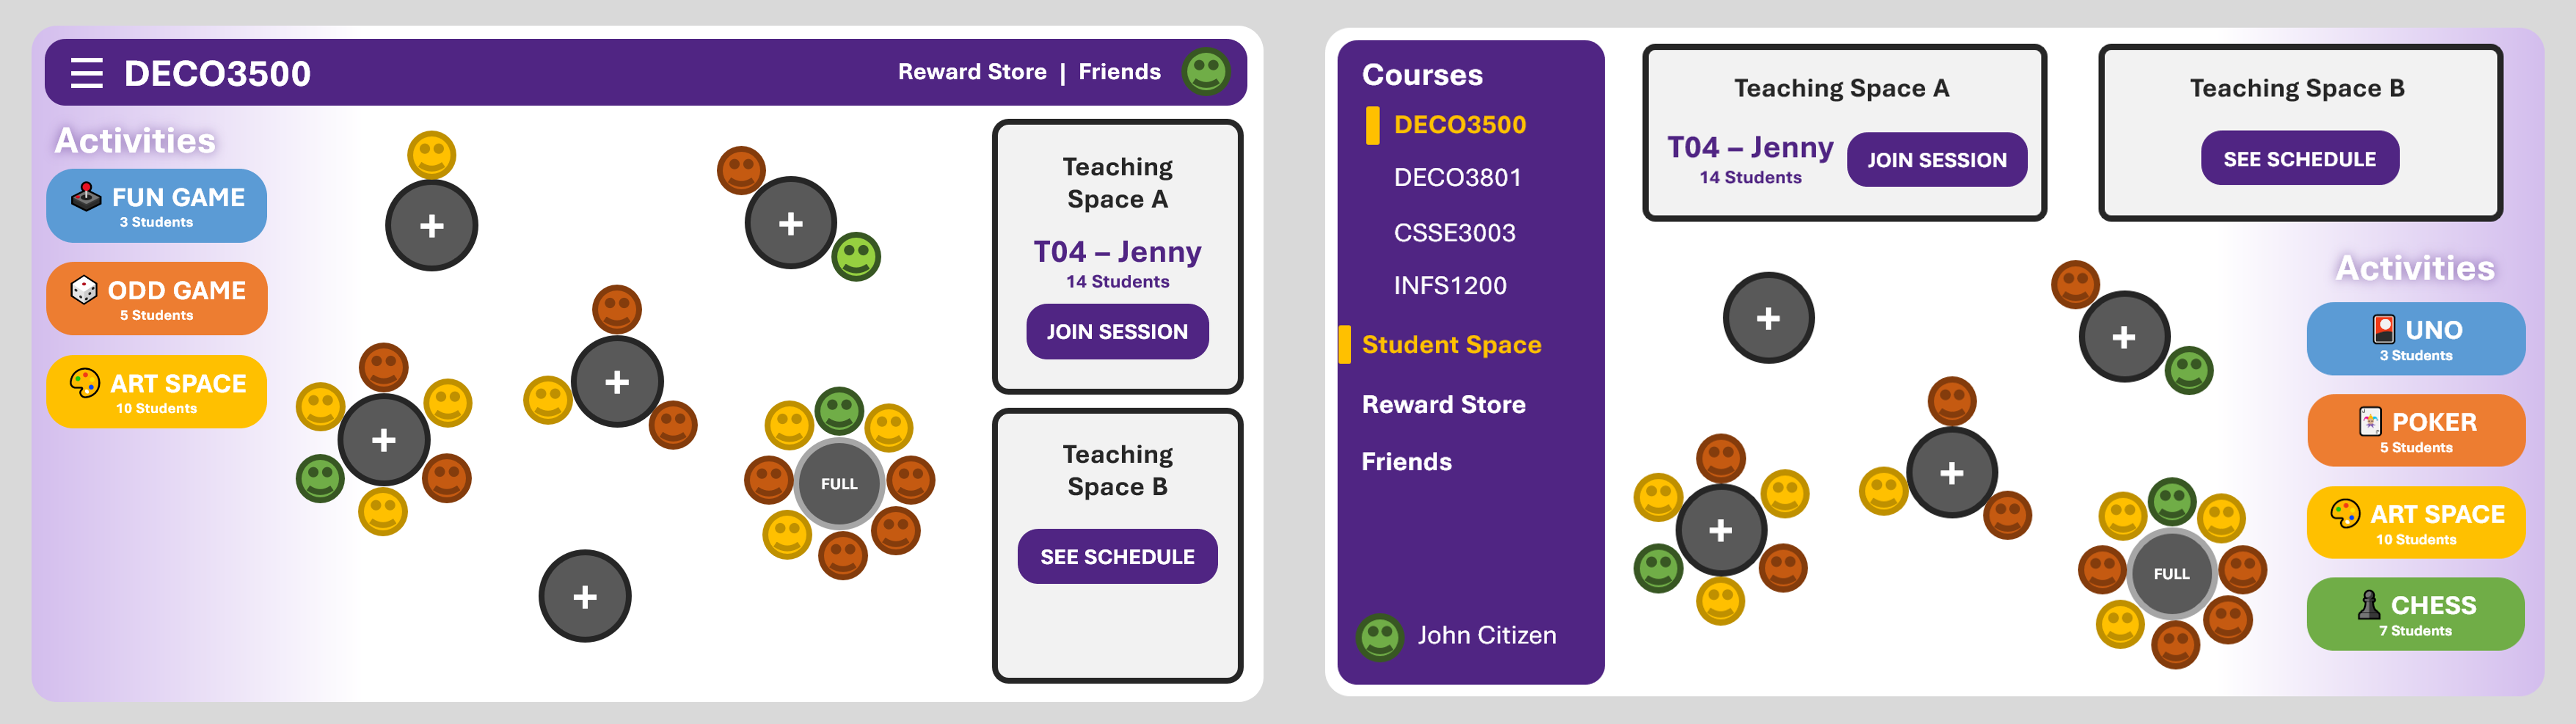 DECO3500
Reward Store | Friends
Activities
FUN GAME
3 Students
ODD GAME
5 Students
ART SPACE
10 Students
+
+
+
+
FULL
+
Teaching
Space A
T04 – Jenny
14 Students
JOIN SESSION
Teaching
Space B
SEE SCHEDULE
Courses
DECO3500
DECO3801
CSSE3003
INFS1200
Student Space
Reward Store
Friends
John Citizen
Teaching Space A
T04 – Jenny
14 Students
JOIN SESSION
Teaching Space B
SEE SCHEDULE
+
+
+
+
FULL
Activities
UNO
3 Students
POKER
5 Students
ART SPACE
10 Students
CHESS
7 Students